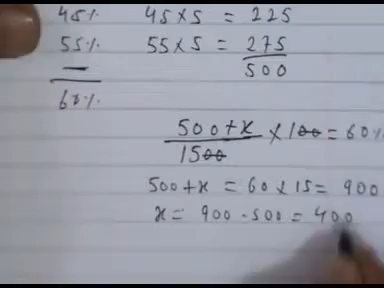 45% 45×5 = 225
55% 55×5 = 275
500
60%
500+x / 1500 ×100=60%
500+x = 60×15= 900
x= 900-500=400